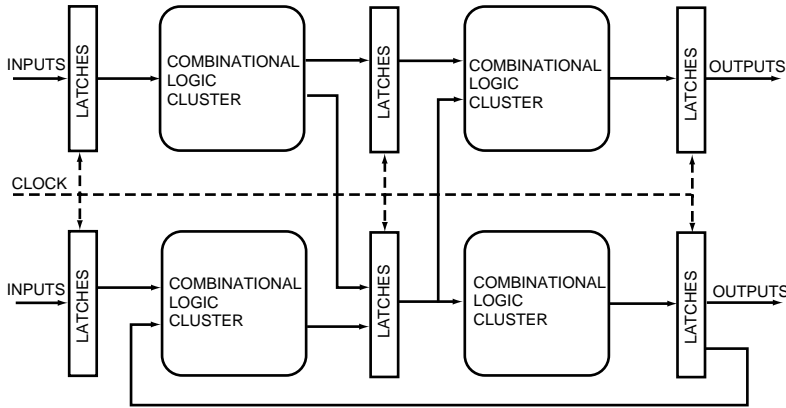 INPUTS
LATCHES
COMBINATIONAL
LOGIC
CLUSTER
LATCHES
COMBINATIONAL
LOGIC
CLUSTER
LATCHES
OUTPUTS
CLOCK
INPUTS
LATCHES
COMBINATIONAL
LOGIC
CLUSTER
LATCHES
COMBINATIONAL
LOGIC
CLUSTER
LATCHES
OUTPUTS